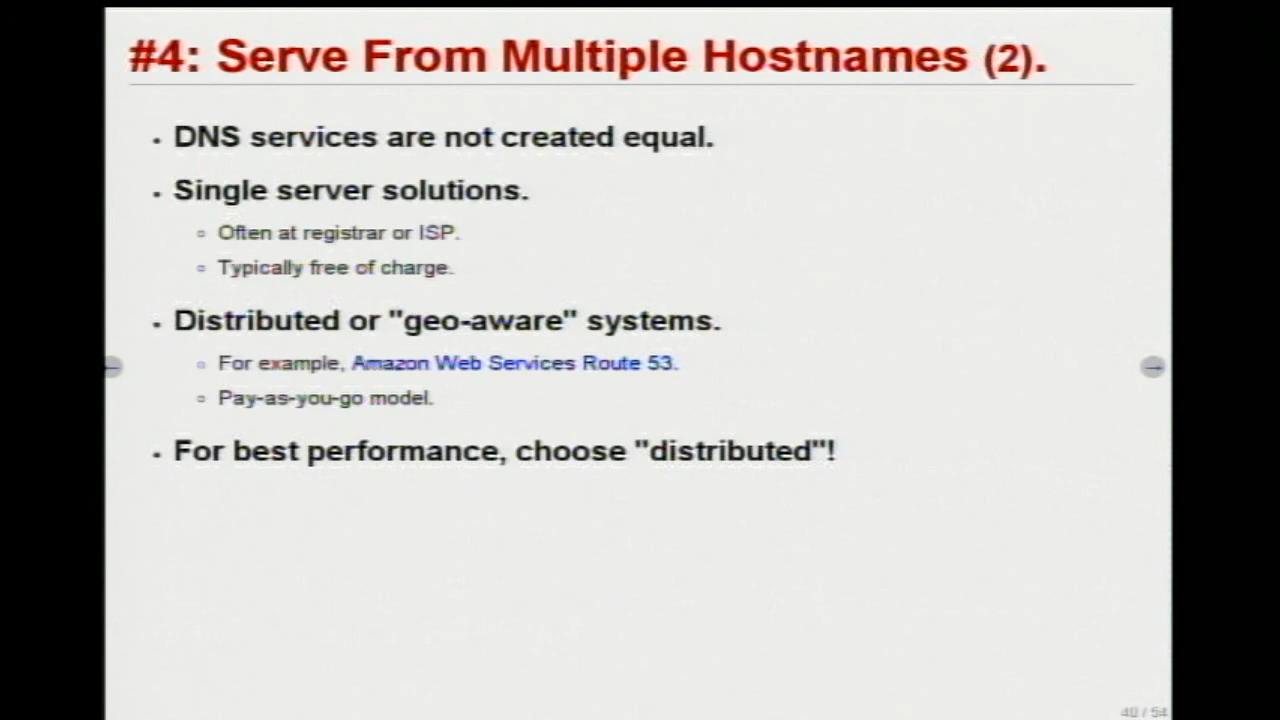 #4: Serve From Multiple Hostnames (2).
• DNS services are not created equal.
• Single server solutions.
○ Often at registrar or ISP.
○ Typically free of charge.
• Distributed or "geo-aware" systems.
○ For example, Amazon Web Services Route 53.
○ Pay-as-you-go model.
• For best performance, choose "distributed"!
40 / 54